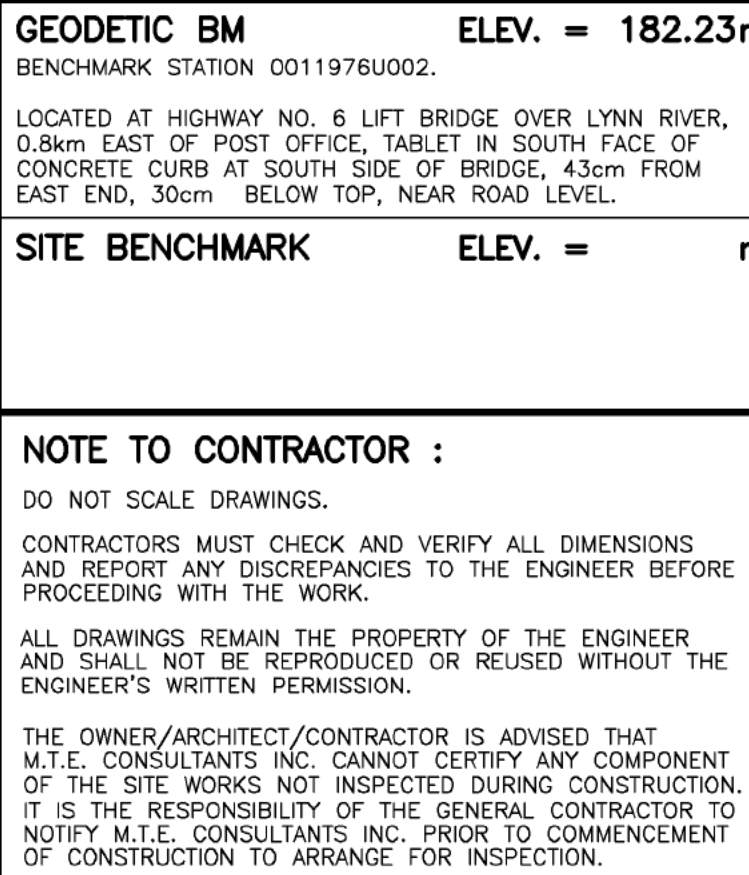 GEODETIC BM ELEV. = 182.23m
BENCHMARK STATION 0011976U002.
LOCATED AT HIGHWAY NO. 6 LIFT BRIDGE OVER LYNN RIVER,
0.8km EAST OF POST OFFICE, TABLET IN SOUTH FACE OF
CONCRETE CURB AT SOUTH SIDE OF BRIDGE, 43cm FROM
EAST END, 30cm BELOW TOP, NEAR ROAD LEVEL.
SITE BENCHMARK ELEV. = m
NOTE TO CONTRACTOR :
DO NOT SCALE DRAWINGS.
CONTRACTORS MUST CHECK AND VERIFY ALL DIMENSIONS
AND REPORT ANY DISCREPANCIES TO THE ENGINEER BEFORE
PROCEEDING WITH THE WORK.
ALL DRAWINGS REMAIN THE PROPERTY OF THE ENGINEER
AND SHALL NOT BE REPRODUCED OR REUSED WITHOUT THE
ENGINEER'S WRITTEN PERMISSION.
THE OWNER/ARCHITECT/CONTRACTOR IS ADVISED THAT
M.T.E. CONSULTANTS INC. CANNOT CERTIFY ANY COMPONENT
OF THE SITE WORKS NOT INSPECTED DURING CONSTRUCTION.
IT IS THE RESPONSIBILITY OF THE GENERAL CONTRACTOR TO
NOTIFY M.T.E. CONSULTANTS INC. PRIOR TO COMMENCEMENT
OF CONSTRUCTION TO ARRANGE FOR INSPECTION.